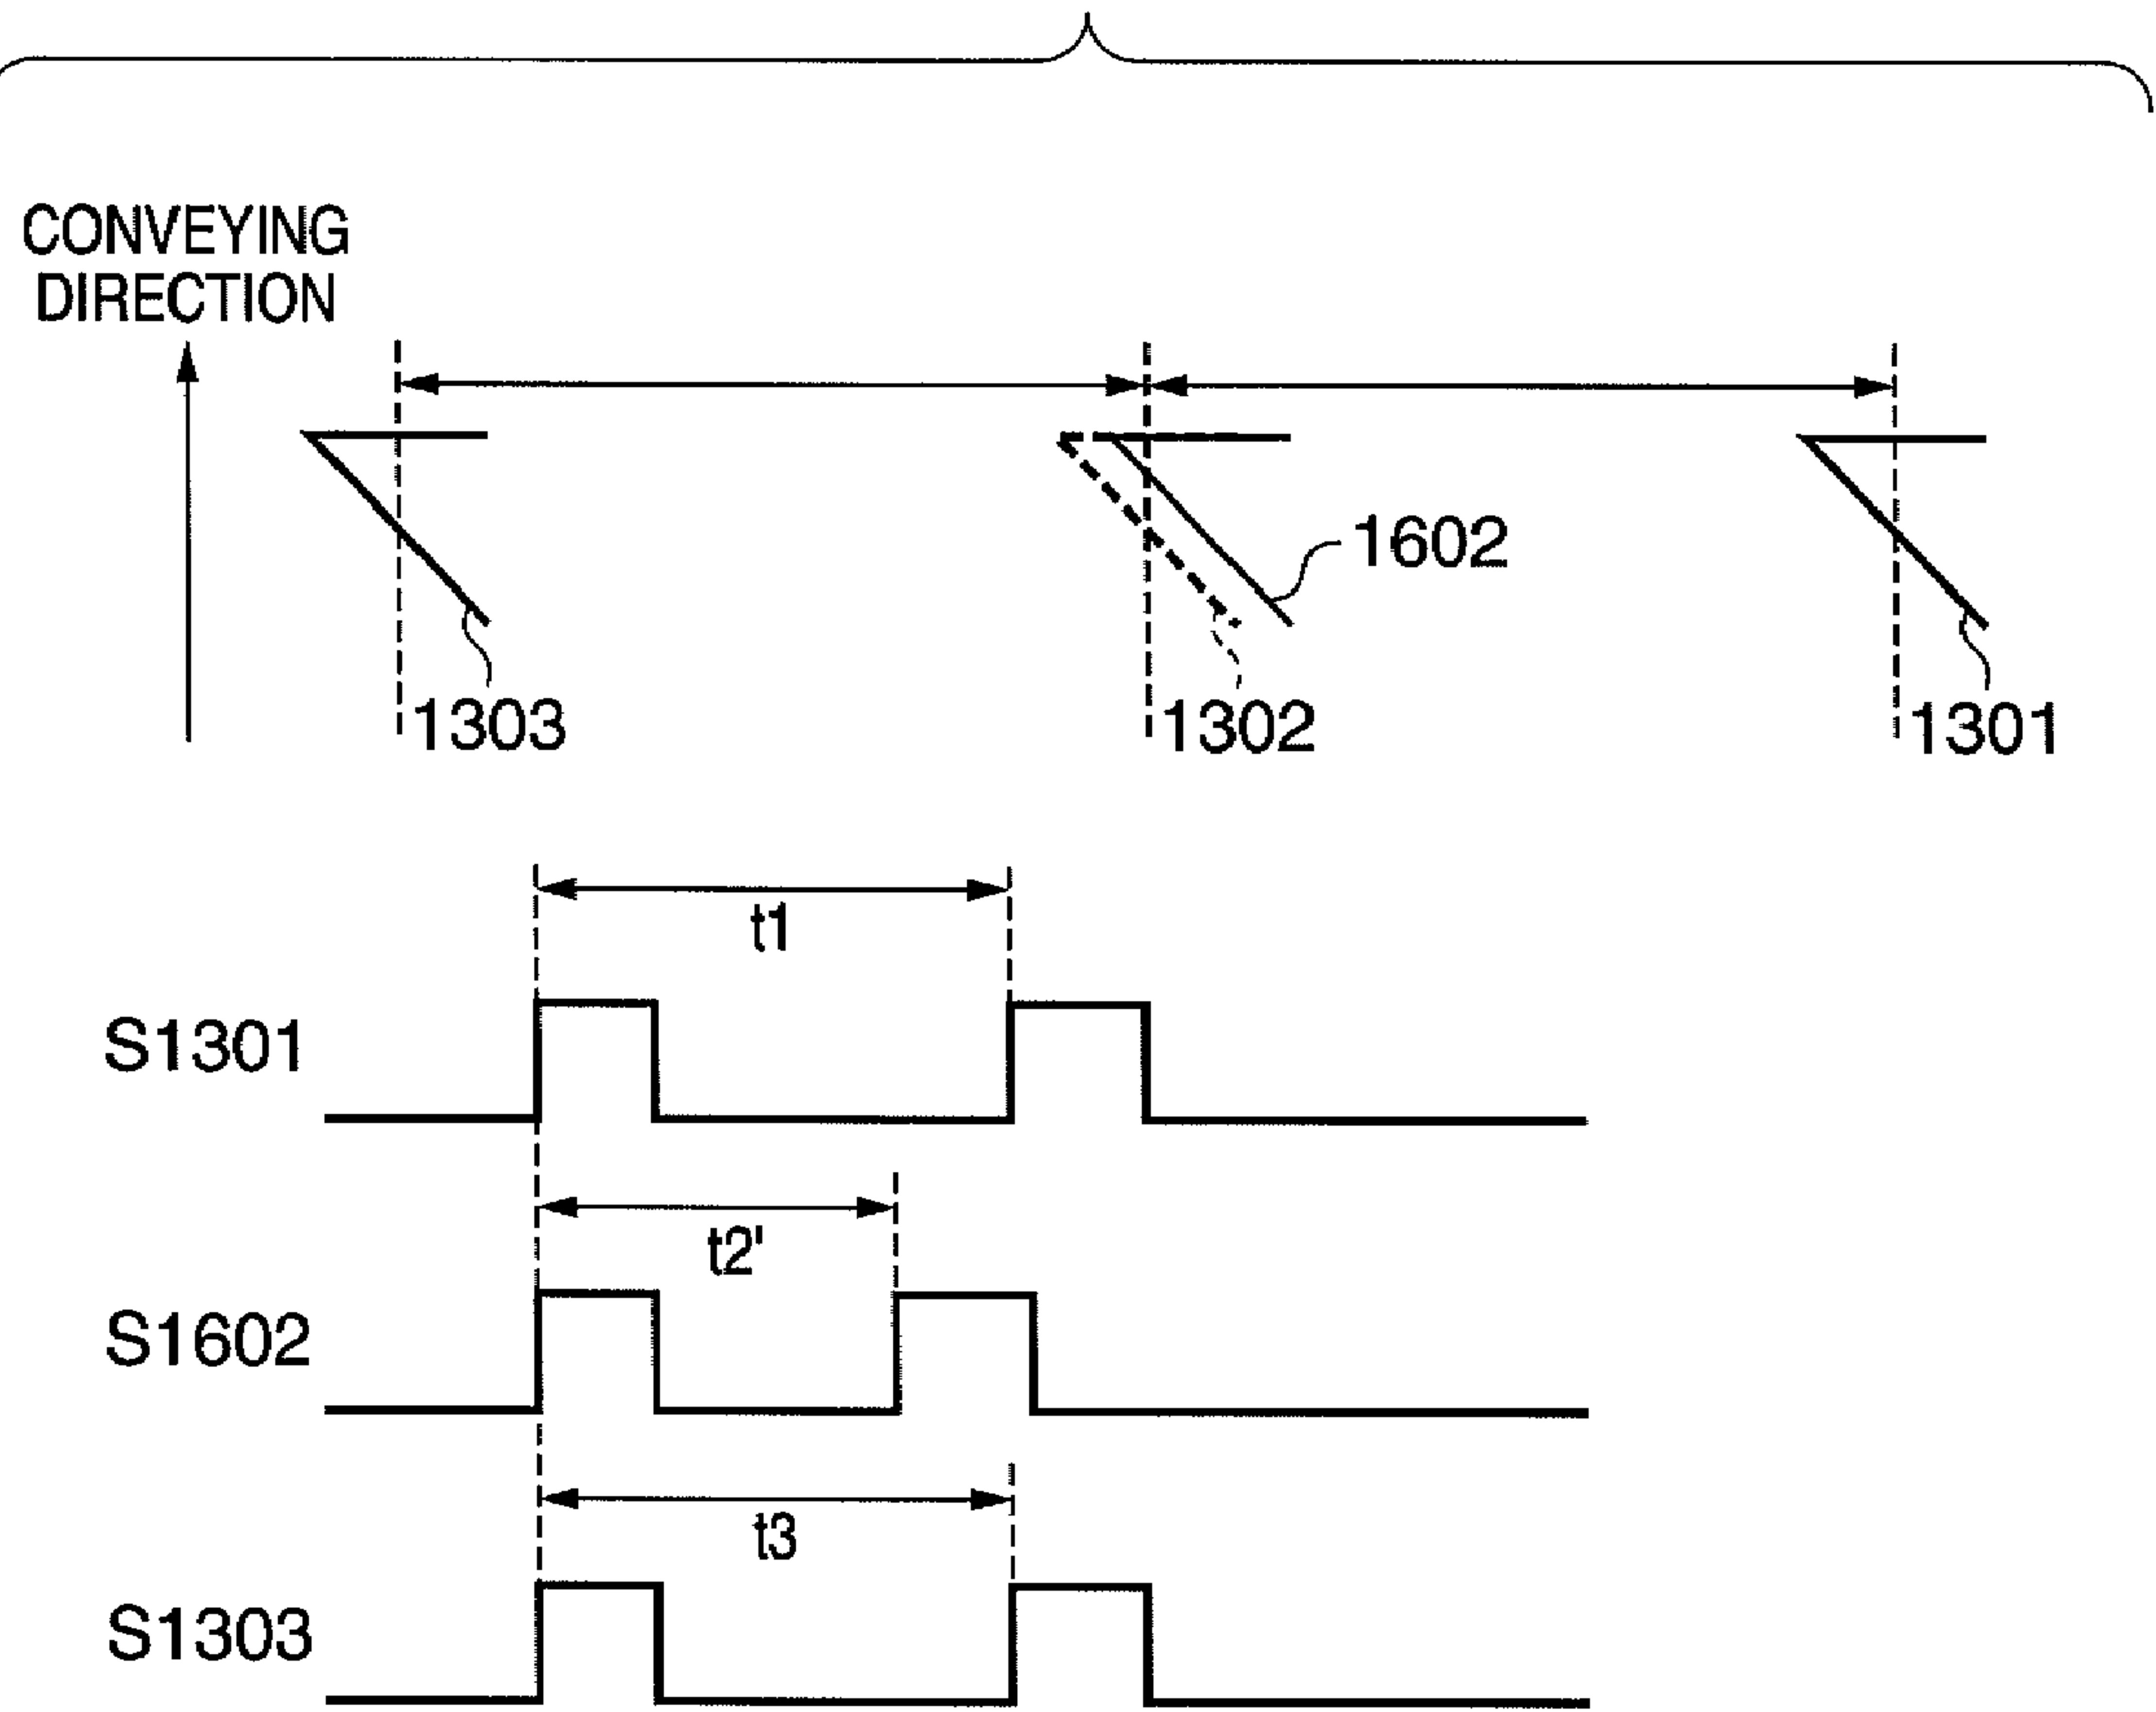 CONVEYING
DIRECTION
1602
1303
1302
1301
t1
S1301
t2'
S1602
t3
S1303